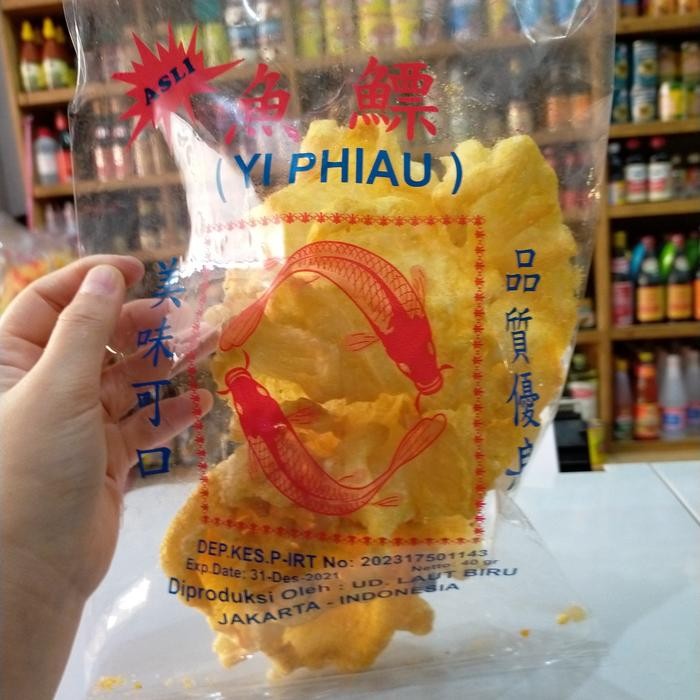 ASLI
魚鰾
(YI PHIAU)
美味可口
品質優良
DEP.KES.P-IRT No: 202317501143
Exp.Date: 31-Des-2021
Netto 40 gr
Diproduksi Oleh : UD. LAUT BIRU
JAKARTA - INDONESIA